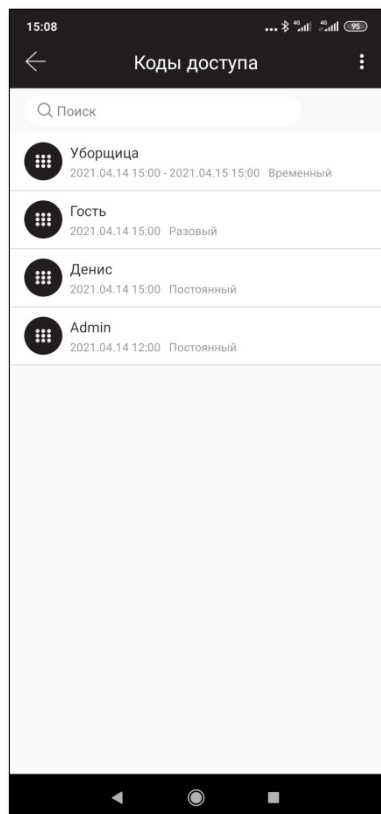 15:08
4G 4G 95
Коды доступа
Поиск
Уборщица
2021.04.14 15:00 - 2021.04.15 15:00 Временный
Гость
2021.04.14 15:00 Разовый
Денис
2021.04.14 15:00 Постоянный
Admin
2021.04.14 12:00 Постоянный